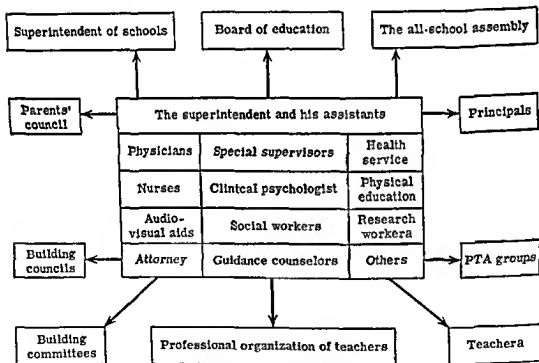 Superintendent of schools
Board of education
The all-school assembly
Parents'
council
The superintendent and his assistants
Principals
Physicians
Special supervisors
Health
service
Nurses
Clinical psychologist
Physical
education
Audio-
visual aids
Social workers
Research
workera
Building
councils
Attorney
Guidance counselors
Others
PTA groups
Building
committees
Professional organization of teachers
Teachera